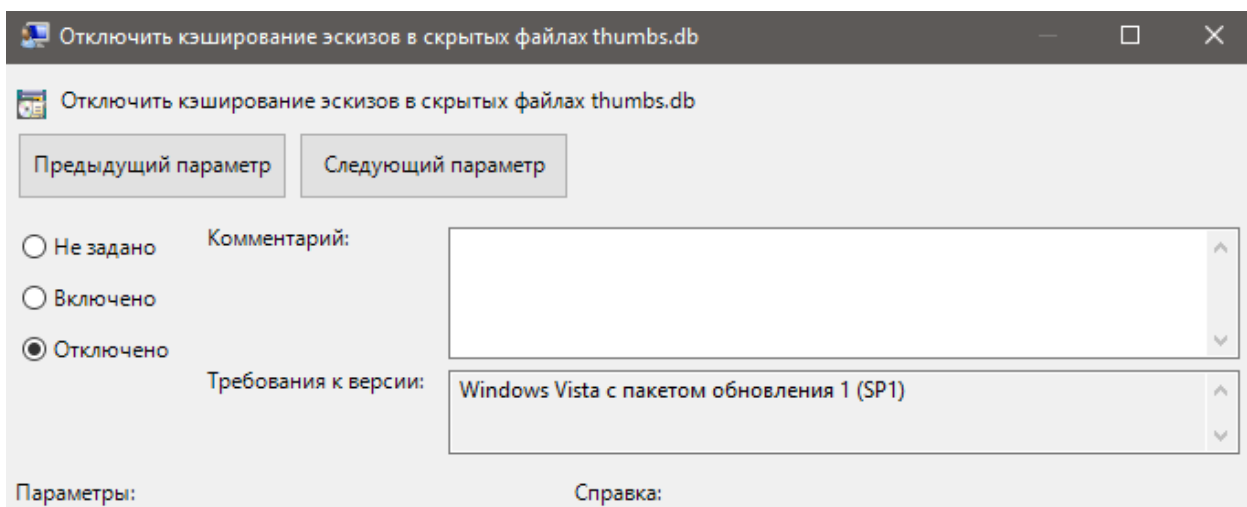 Отключить кэширование эскизов в скрытых файлах thumbs.db
Отключить кэширование эскизов в скрытых файлах thumbs.db
Предыдущий параметр Следующий параметр
Не задано Комментарий:
Включено
Отключено
Требования к версии: Windows Vista с пакетом обновления 1 (SP1)
Параметры: Справка: